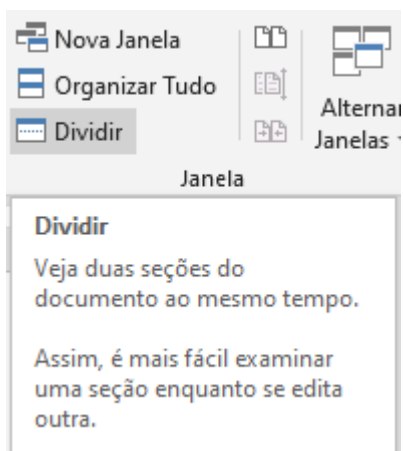 Nova Janela
Organizar Tudo
Dividir
Alternar
Janelas
Janela
Dividir
Veja duas seções do
documento ao mesmo tempo.
Assim, é mais fácil examinar
uma seção enquanto se edita
outra.